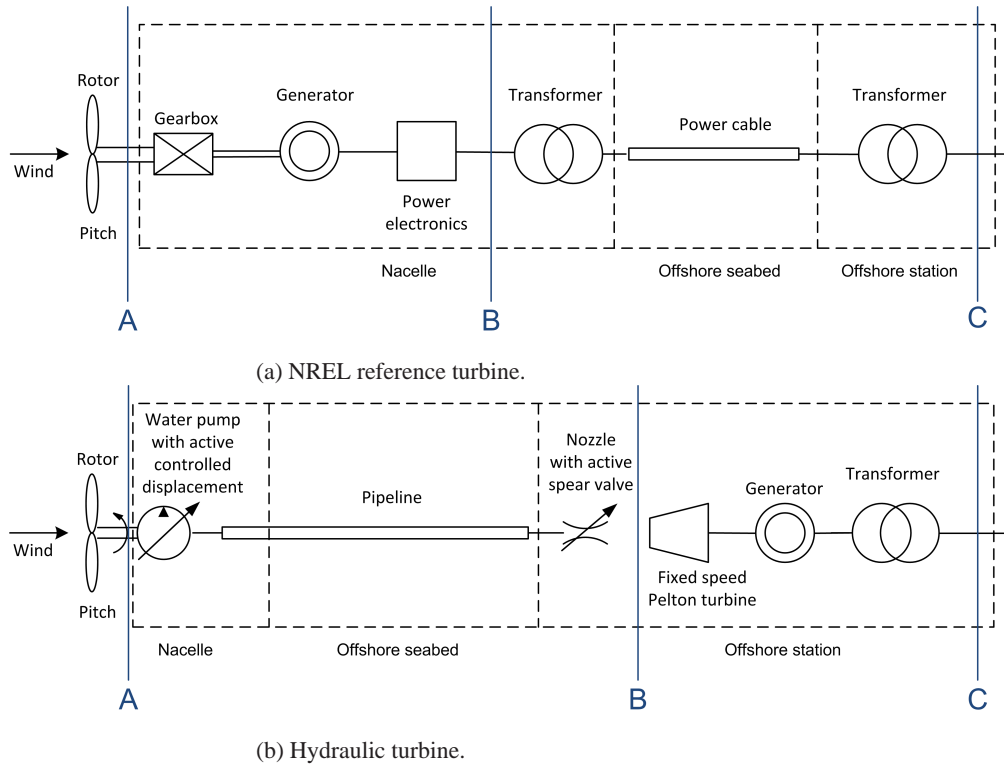 Rotor
Gearbox
Generator
Transformer
Power cable
Transformer
Wind
Power
electronics
Pitch
Nacelle
Offshore seabed
Offshore station
A
B
C
(a) NREL reference turbine.
Water pump
with active
controlled
displacement
Rotor
Pipeline
Nozzle
with active
spear valve
Generator
Transformer
Wind
Fixed speed
Pelton turbine
Pitch
Nacelle
Offshore seabed
Offshore station
A
B
C
(b) Hydraulic turbine.